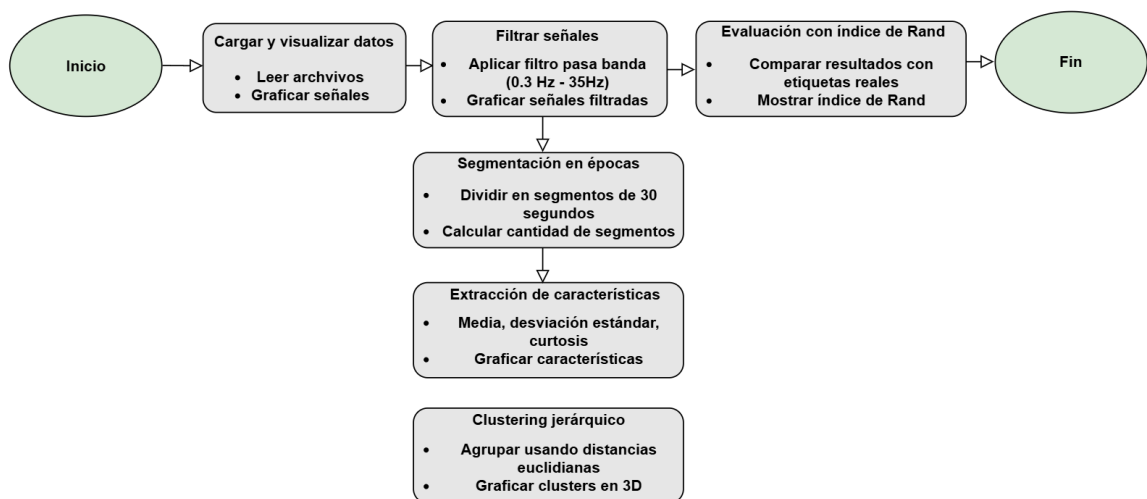 Inicio
Cargar y visualizar datos
• Leer archvivos
• Graficar señales
Filtrar señales
• Aplicar filtro pasa banda
(0.3 Hz - 35Hz)
• Graficar señales filtradas
Evaluación con índice de Rand
• Comparar resultados con
etiquetas reales
• Mostrar índice de Rand
Fin
Segmentación en épocas
• Dividir en segmentos de 30
segundos
• Calcular cantidad de segmentos
Extracción de características
• Media, desviación estándar,
curtosis
• Graficar características
Clustering jerárquico
• Agrupar usando distancias
euclidianas
• Graficar clusters en 3D